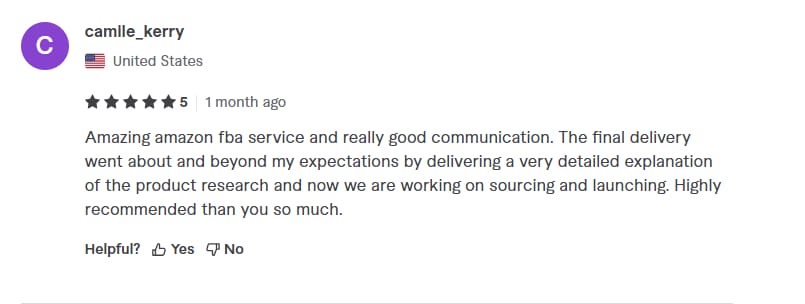 C
camlle_kerry
United States
★★★★★ 5 | 1 month ago
Amazing amazon fba service and really good communication. The final delivery
went about and beyond my expectations by delivering a very detailed explanation
of the product research and now we are working on sourcing and launching. Highly
recommended than you so much.
Helpful? Yes No